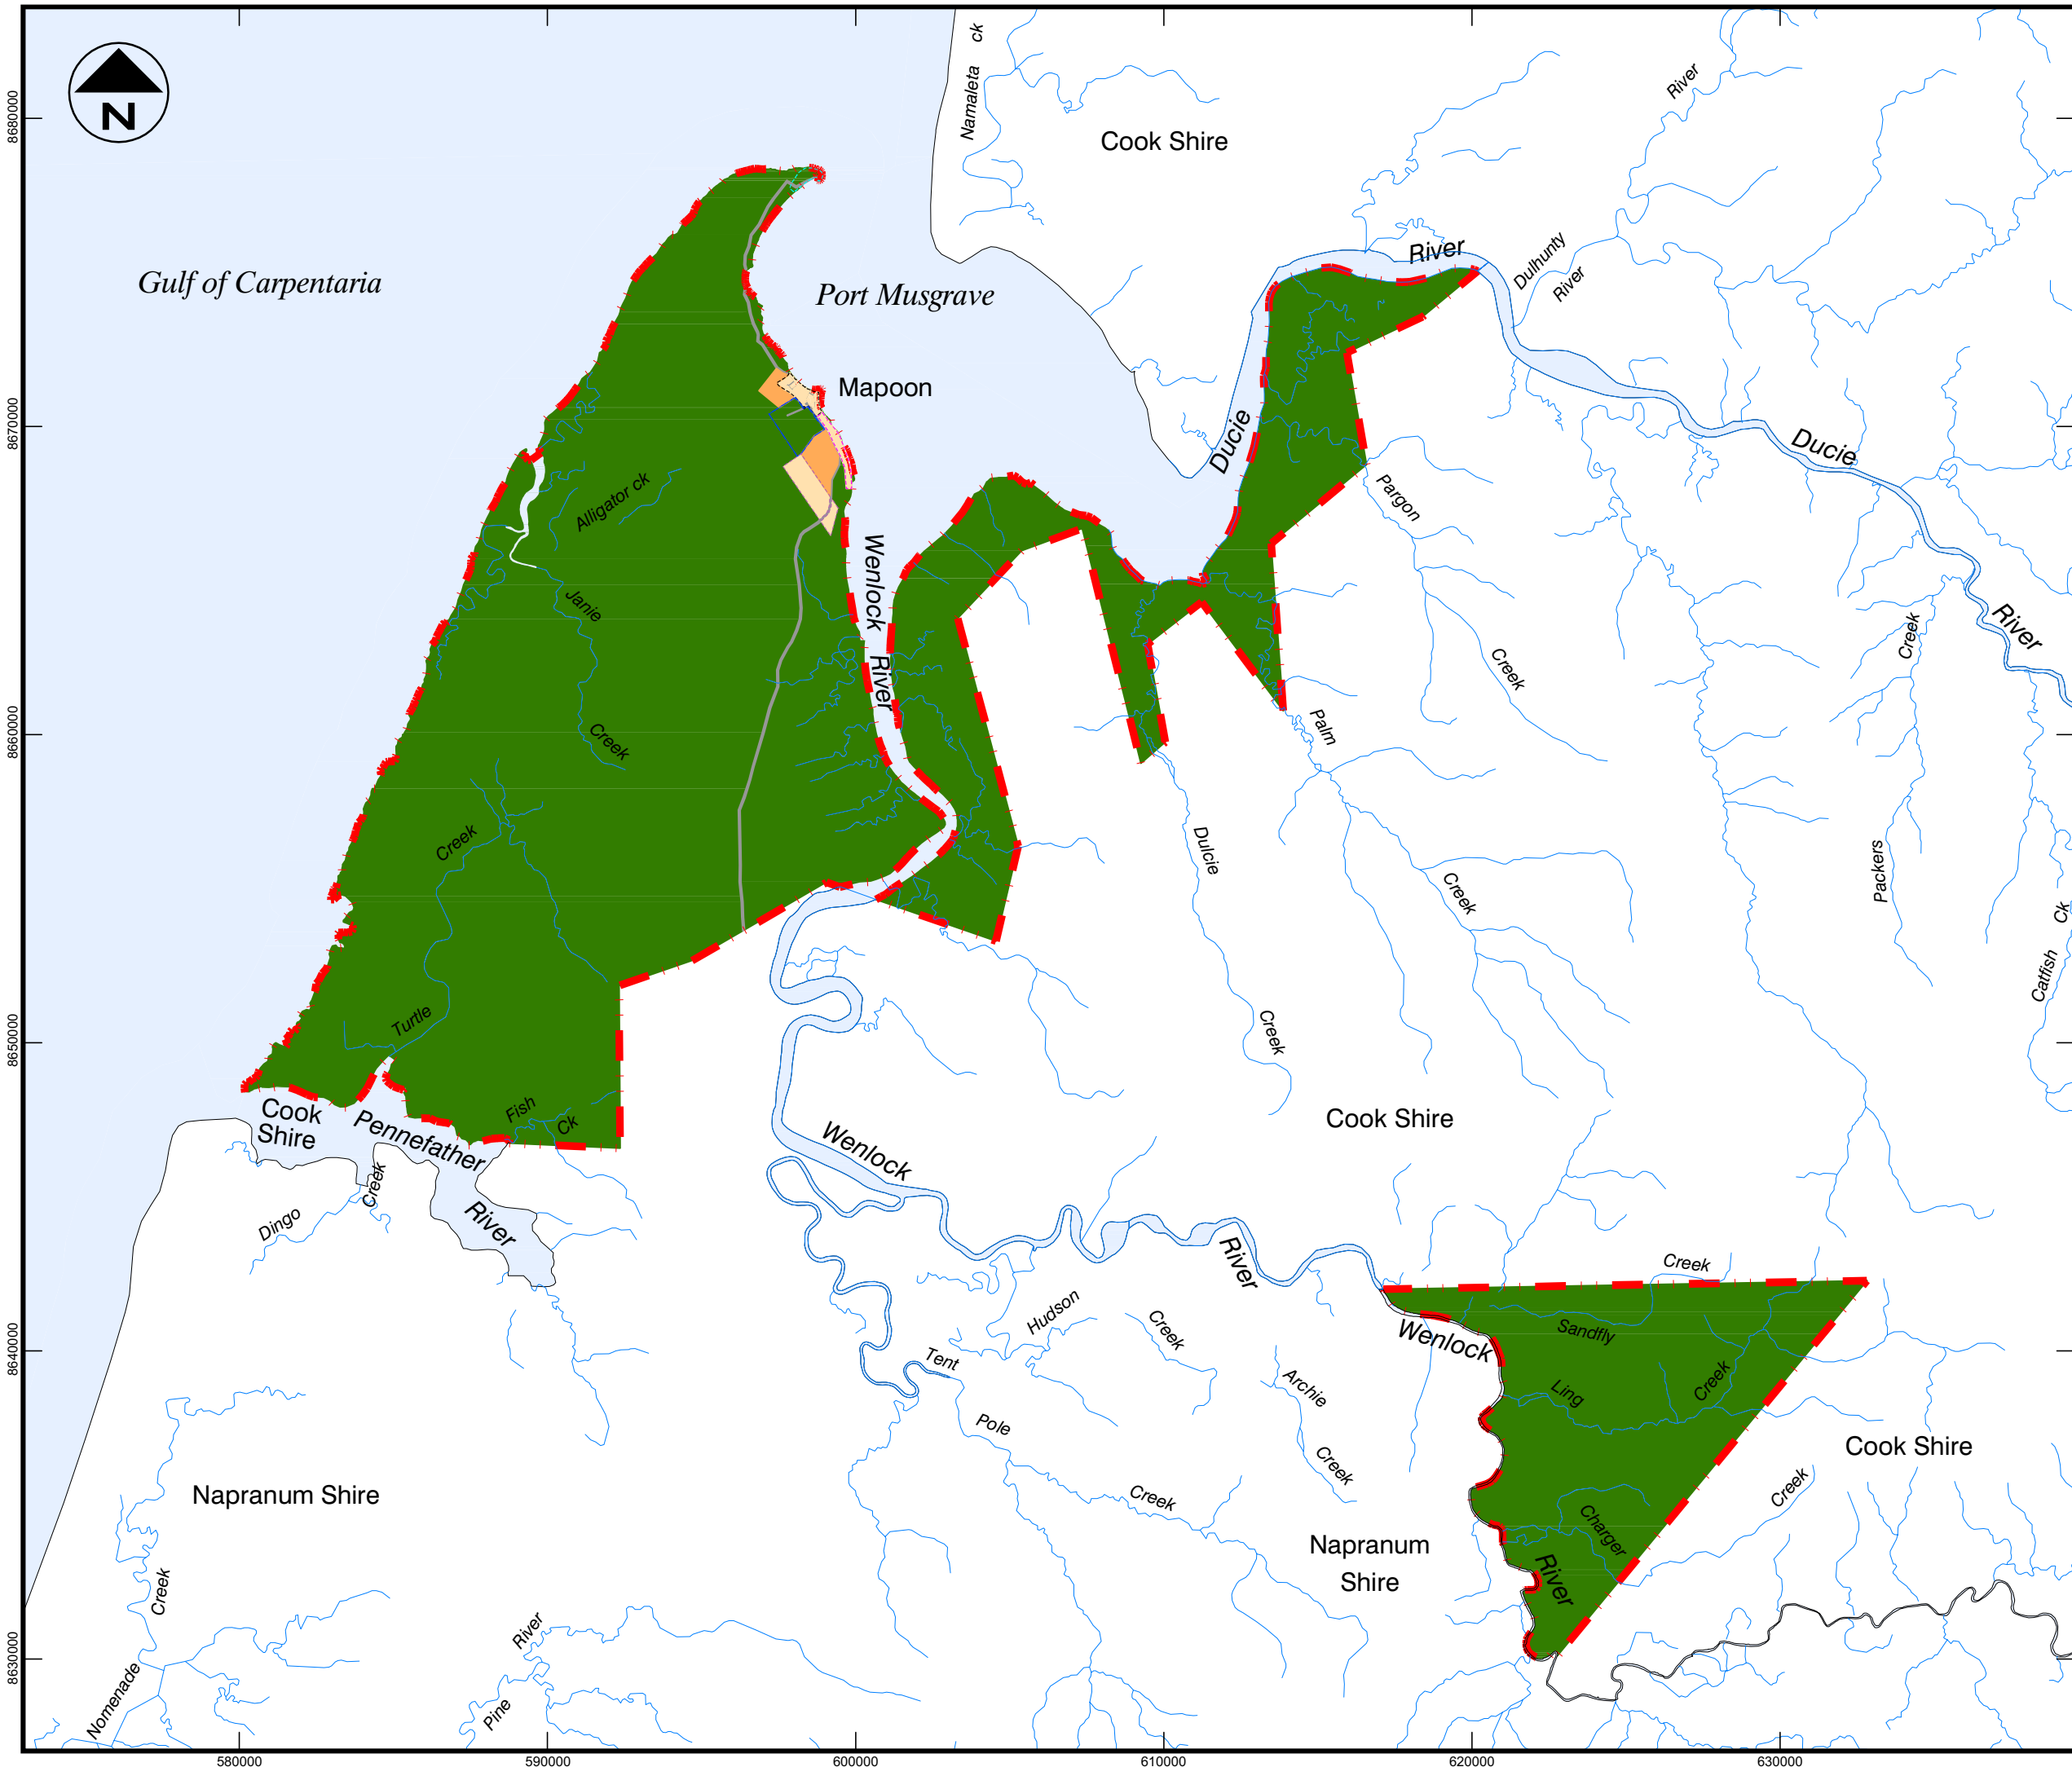 Namaleta ck
Cook Shire
River
N
8680000
Gulf of Carpentaria
Port Musgrave
River
Dulhunty
River
Mapoon
8670000
Ducie
Ducie
Alligator ck
Pargon
Wenlock
Janie
River
Creek
Creek
River
Palm
Creek
8660000
Creek
Dulcie
Packers
Creek
Ck
Catfish
Turtle
Creek
8650000
Cook
Shire
Fish
Ck
Pennefather
Cook Shire
Wenlock
Creek
Dingo
River
River
Creek
Hudson
Creek
Wenlock
Sandfly
8640000
Tent
Archie
Creek
Ling
Pole
Cook Shire
Creek
Creek
Napranum Shire
Creek
Charger
Napranum
Shire
River
Creek
River
8630000
Normenade
Pine
580000
590000
600000
610000
620000
630000